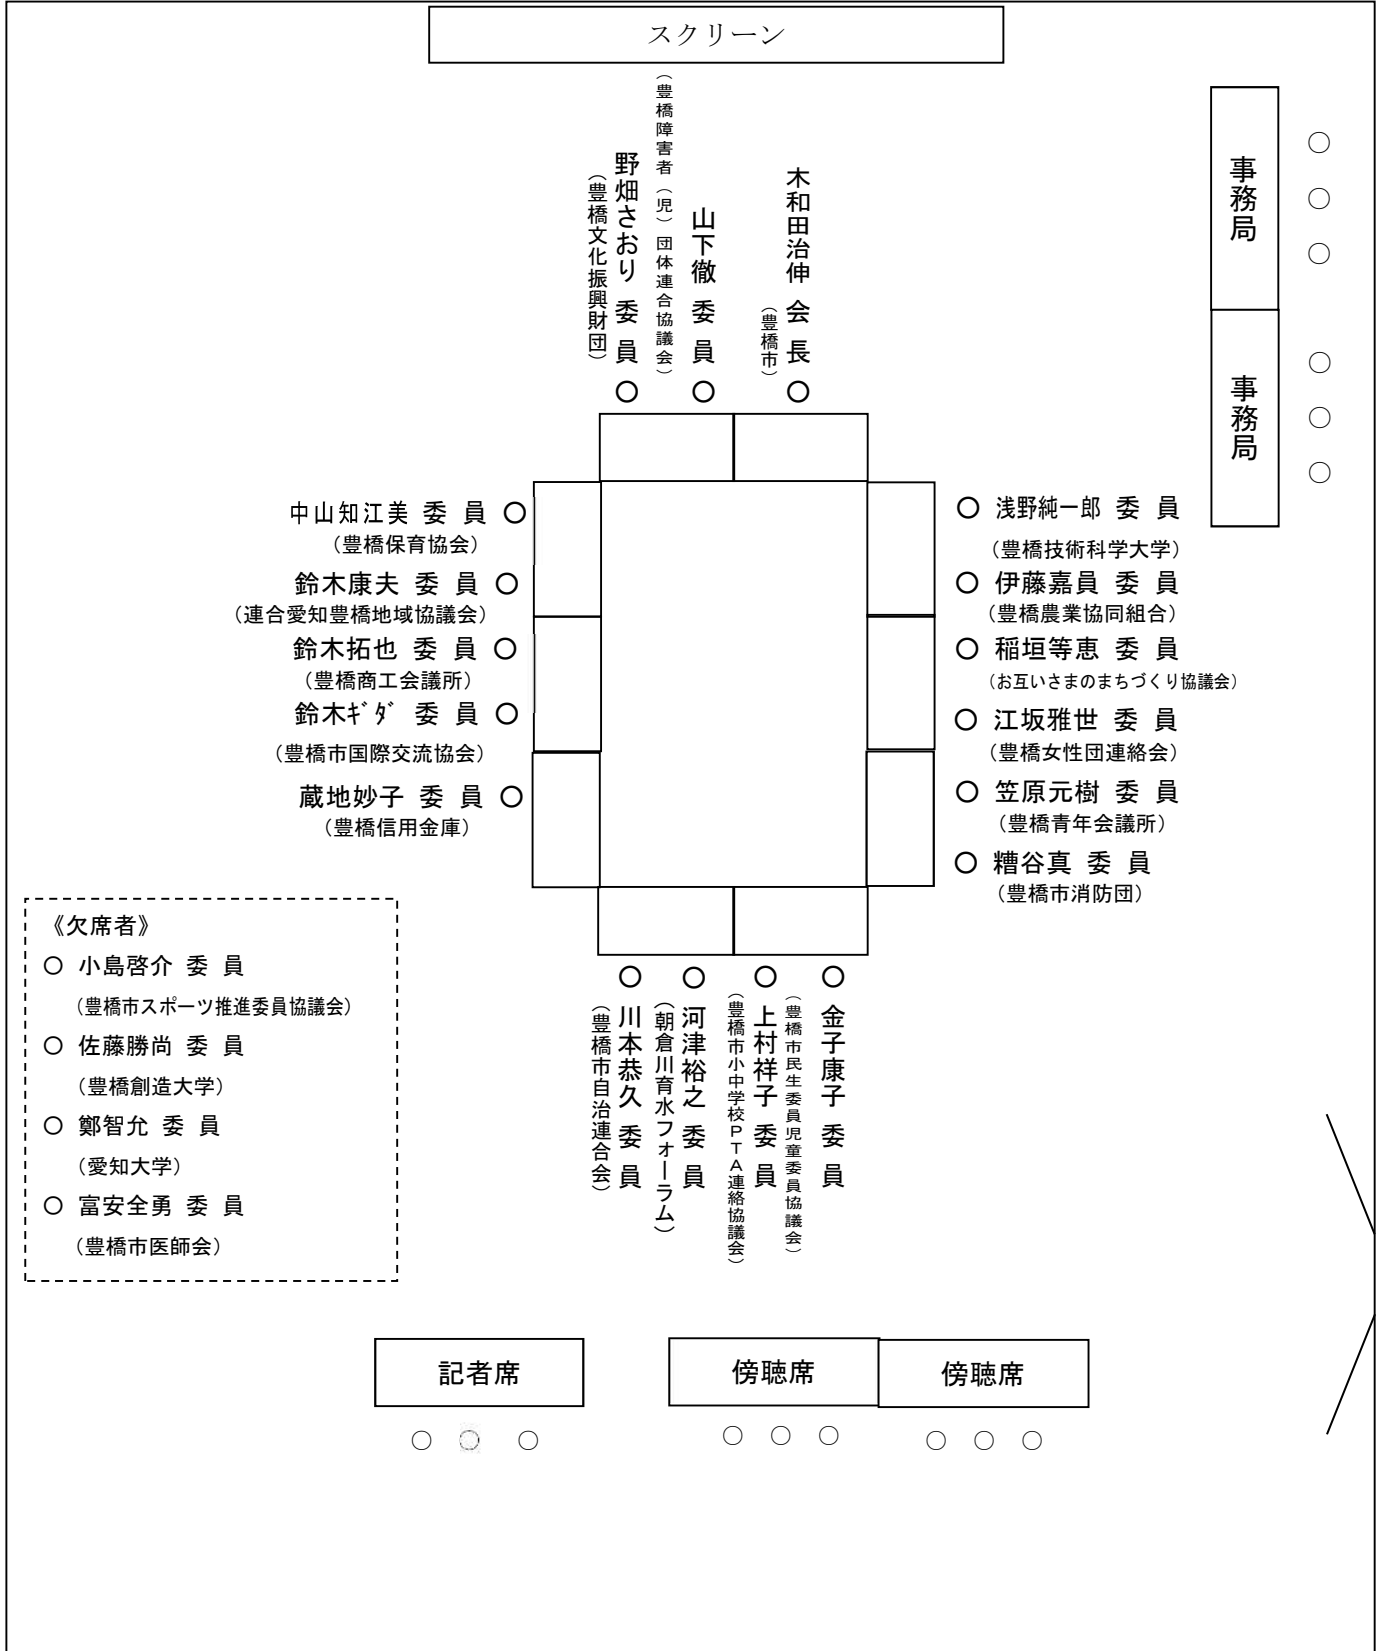 スクリーン
事務局
事務局
木和田治伸 会 長
（豊橋市）
山下徹 委 員
（豊橋障害者（児）団体連合協議会）
野畑さおり 委 員
（豊橋文化振興財団）
中山知江美 委 員
（豊橋保育協会）
鈴木康夫 委 員
（連合愛知豊橋地域協議会）
鈴木拓也 委 員
（豊橋商工会議所）
鈴木ｷﾞﾀﾞ 委 員
（豊橋市国際交流協会）
蔵地妙子 委 員
（豊橋信用金庫）
浅野純一郎 委 員
（豊橋技術科学大学）
伊藤嘉員 委 員
（豊橋農業協同組合）
稲垣等恵 委 員
（お互いさまのまちづくり協議会）
江坂雅世 委 員
（豊橋女性団連絡会）
笠原元樹 委 員
（豊橋青年会議所）
糟谷真 委 員
（豊橋市消防団）
金子康子 委 員
（豊橋市民生委員児童委員協議会）
上村祥子 委 員
（豊橋市小中学校ＰＴＡ連絡協議会）
河津裕之 委 員
（朝倉川育水フォーラム）
川本恭久 委 員
（豊橋市自治連合会）
《欠席者》
○ 小島啓介 委 員
（豊橋市スポーツ推進委員協議会）
○ 佐藤勝尚 委 員
（豊橋創造大学）
○ 鄭智允 委 員
（愛知大学）
○ 富安全勇 委 員
（豊橋市医師会）
記者席
傍聴席
傍聴席